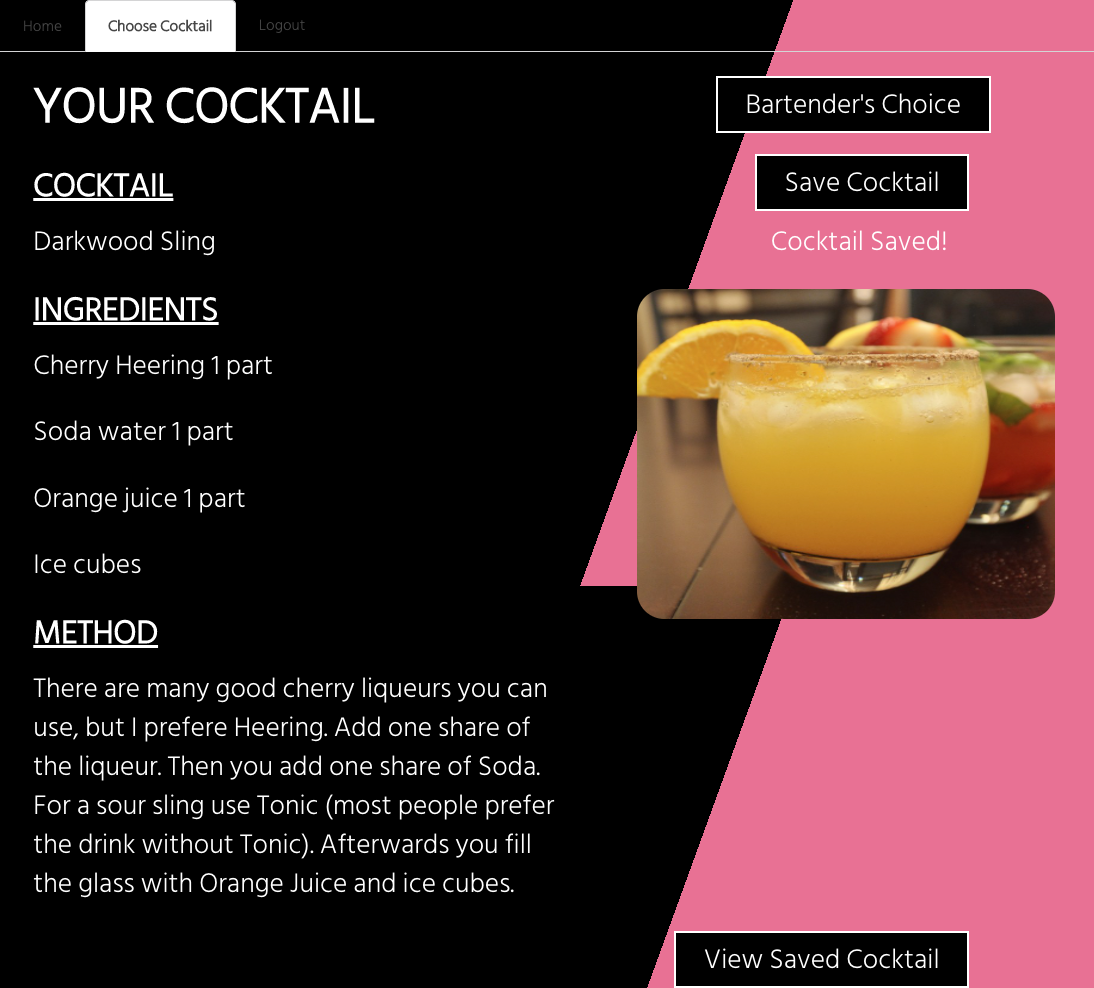 Home
Choose Cocktail
Logout
YOUR COCKTAIL
Bartender's Choice
COCKTAIL
Save Cocktail
Darkwood Sling
Cocktail Saved!
INGREDIENTS
Cherry Heering 1 part
Soda water 1 part
Orange juice 1 part
Ice cubes
METHOD
There are many good cherry liqueurs you can
use, but I prefere Heering. Add one share of
the liqueur. Then you add one share of Soda.
For a sour sling use Tonic (most people prefer
the drink without Tonic). Afterwards you fill
the glass with Orange Juice and ice cubes.
View Saved Cocktail